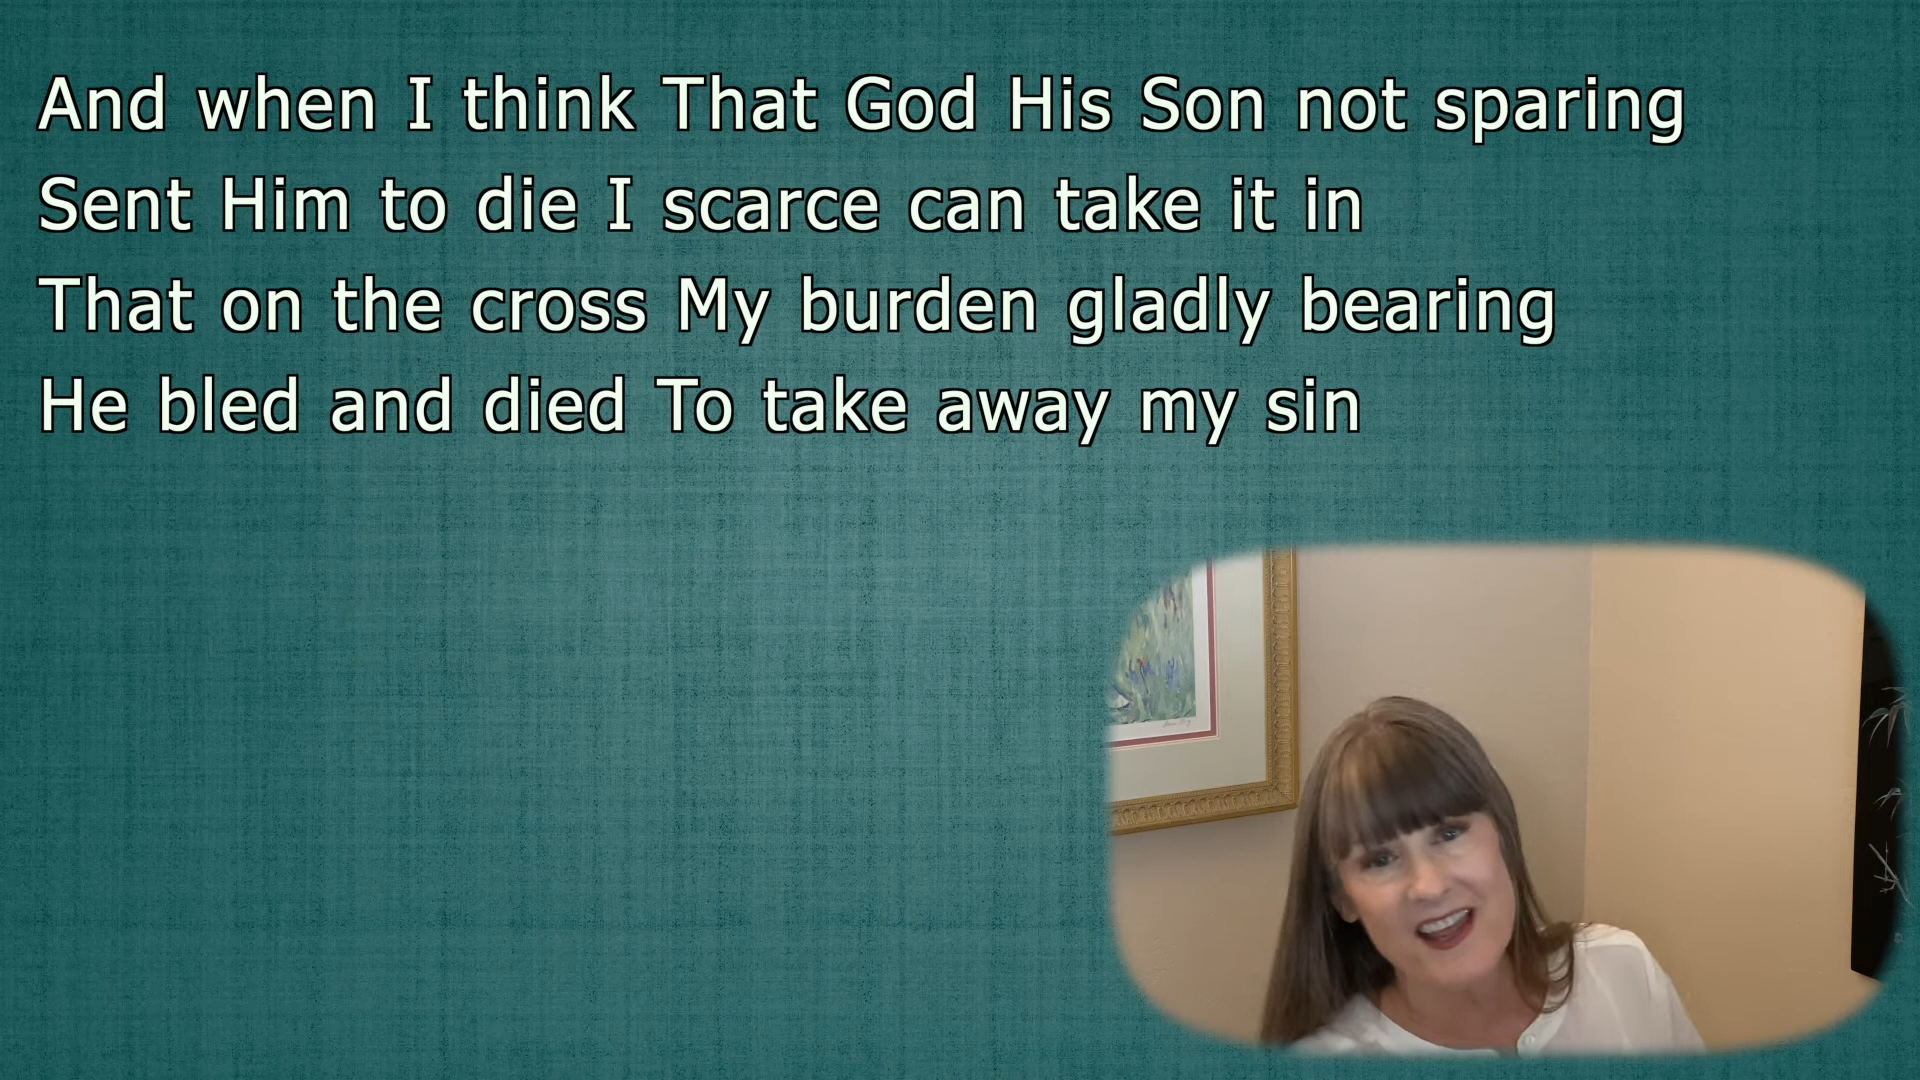 And when I think That God His Son not sparing
Sent Him to die I scarce can take it in
That on the cross My burden gladly bearing
He bled and died To take away my sin